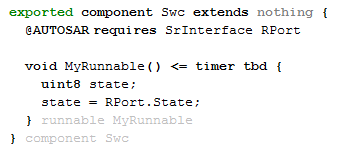 exported component Swc extends nothing {
@AUTOSAR requires SrInterface RPort
void MyRunnable() <= timer tbd {
uint8 state;
state = RPort.State;
} runnable MyRunnable
} component Swc